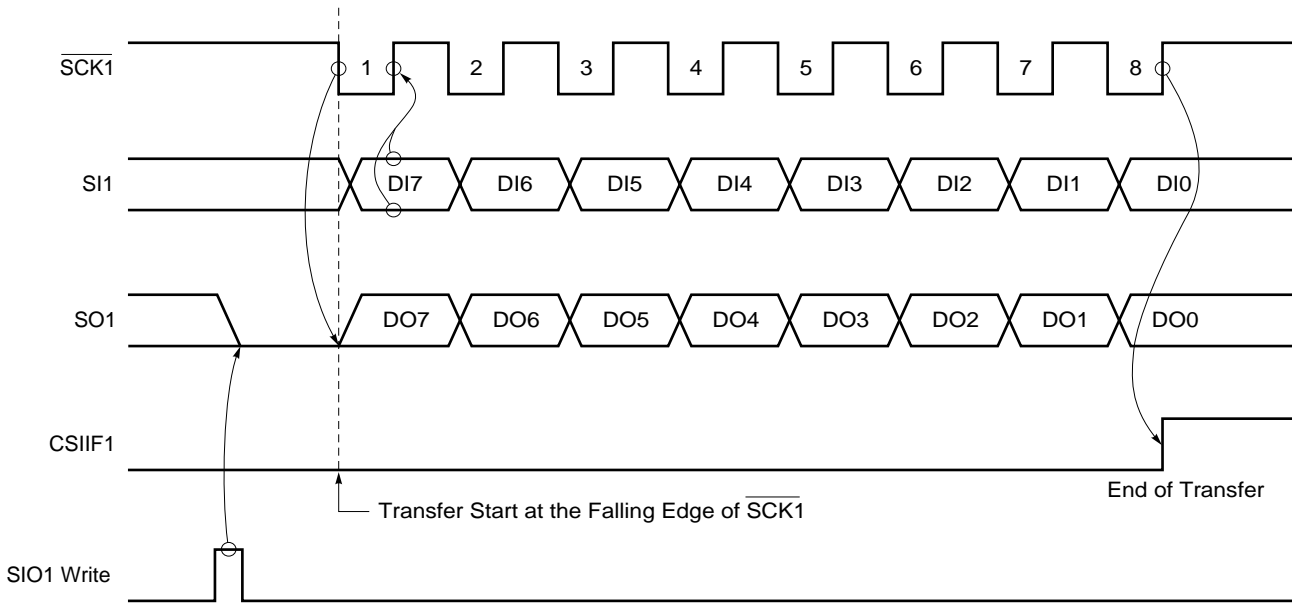 SCK1
1 2 3 4 5 6 7 8
SI1
DI7 DI6 DI5 DI4 DI3 DI2 DI1 DI0
SO1
DO7 DO6 DO5 DO4 DO3 DO2 DO1 DO0
CSIIF1
End of Transfer
Transfer Start at the Falling Edge of SCK1
SIO1 Write